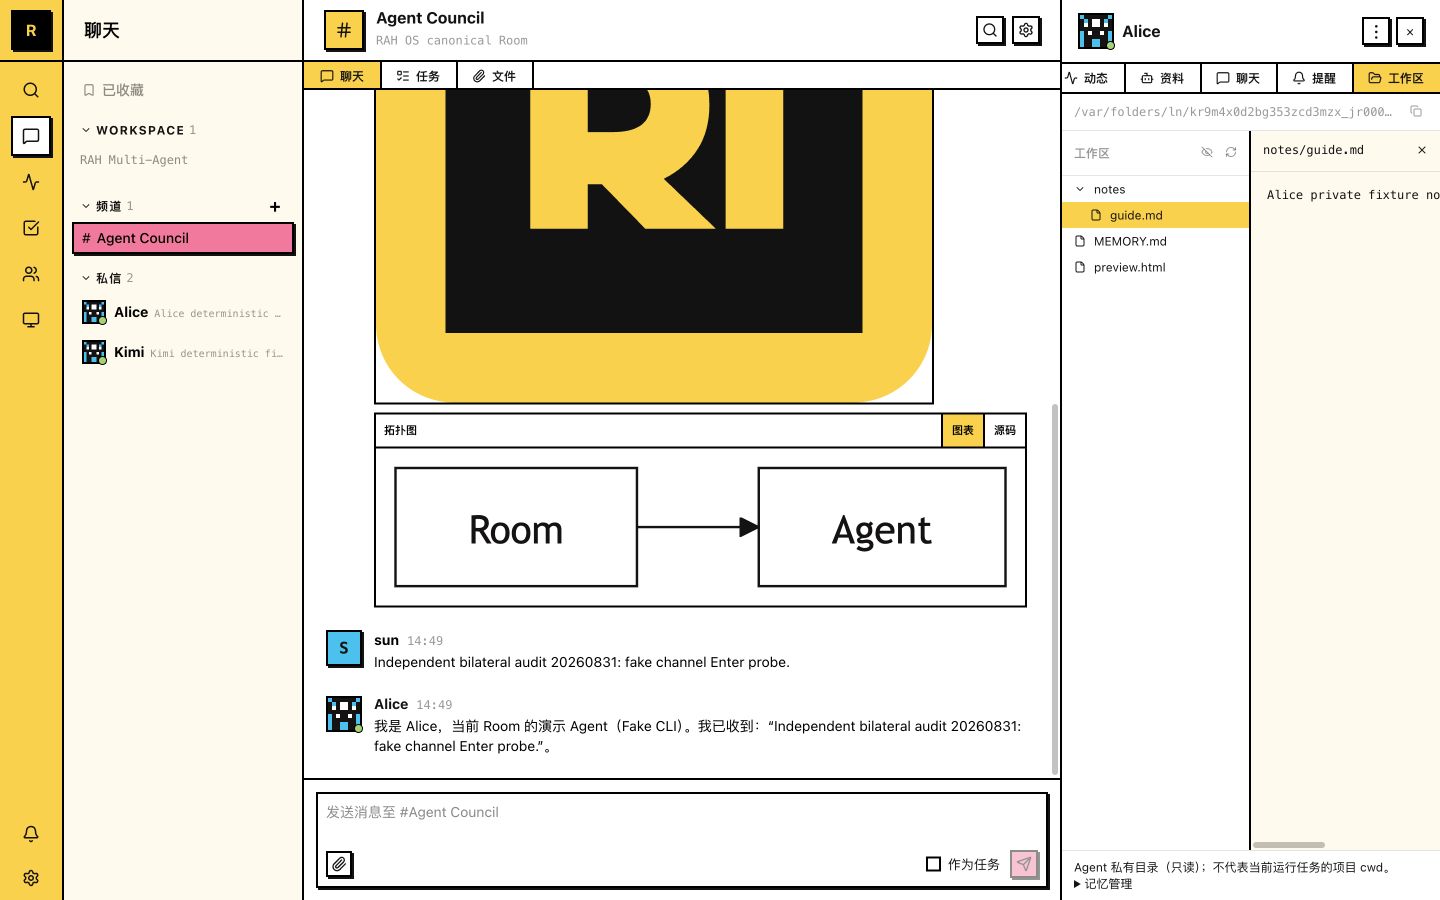 R
聊天
已收藏
WORKSPACE 1
RAH Multi-Agent
频道 1
# Agent Council
私信 2
Alice Alice deterministic …
Kimi Kimi deterministic fi…
# Agent Council
RAH OS canonical Room
聊天 任务 文件
RI
拓扑图 图表 源码
Room Agent
S sun 14:49
Independent bilateral audit 20260831: fake channel Enter probe.
Alice 14:49
我是 Alice，当前 Room 的演示 Agent（Fake CLI）。我已收到：“Independent bilateral audit 20260831:
fake channel Enter probe.”。
发送消息至 #Agent Council
作为任务
Alice
动态 资料 聊天 提醒 工作区
/var/folders/ln/kr9m4x0d2bg353zcd3mzx_jr000…
工作区
notes
guide.md
MEMORY.md
preview.html
notes/guide.md
Alice private fixture no
Agent 私有目录（只读）；不代表当前运行任务的项目 cwd。
记忆管理